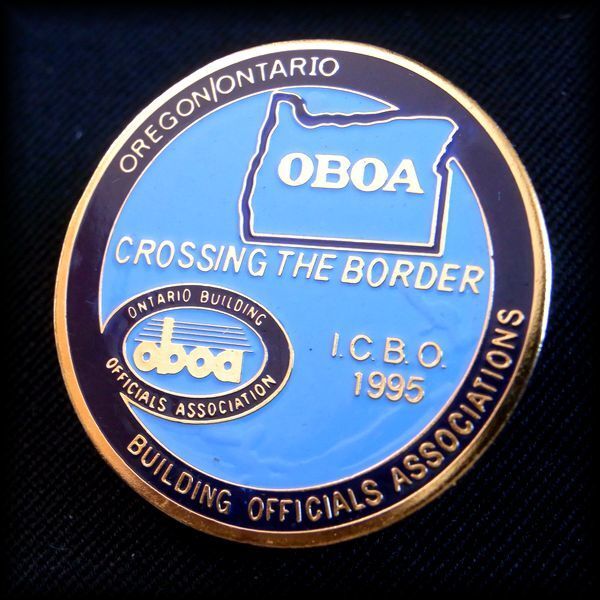 OREGON/ONTARIO
OBOA
CROSSING THE BORDER
ONTARIO BUILDING
oboa
OFFICIALS ASSOCIATION
I.C.B.O.
1995
BUILDING OFFICIALS ASSOCIATIONS